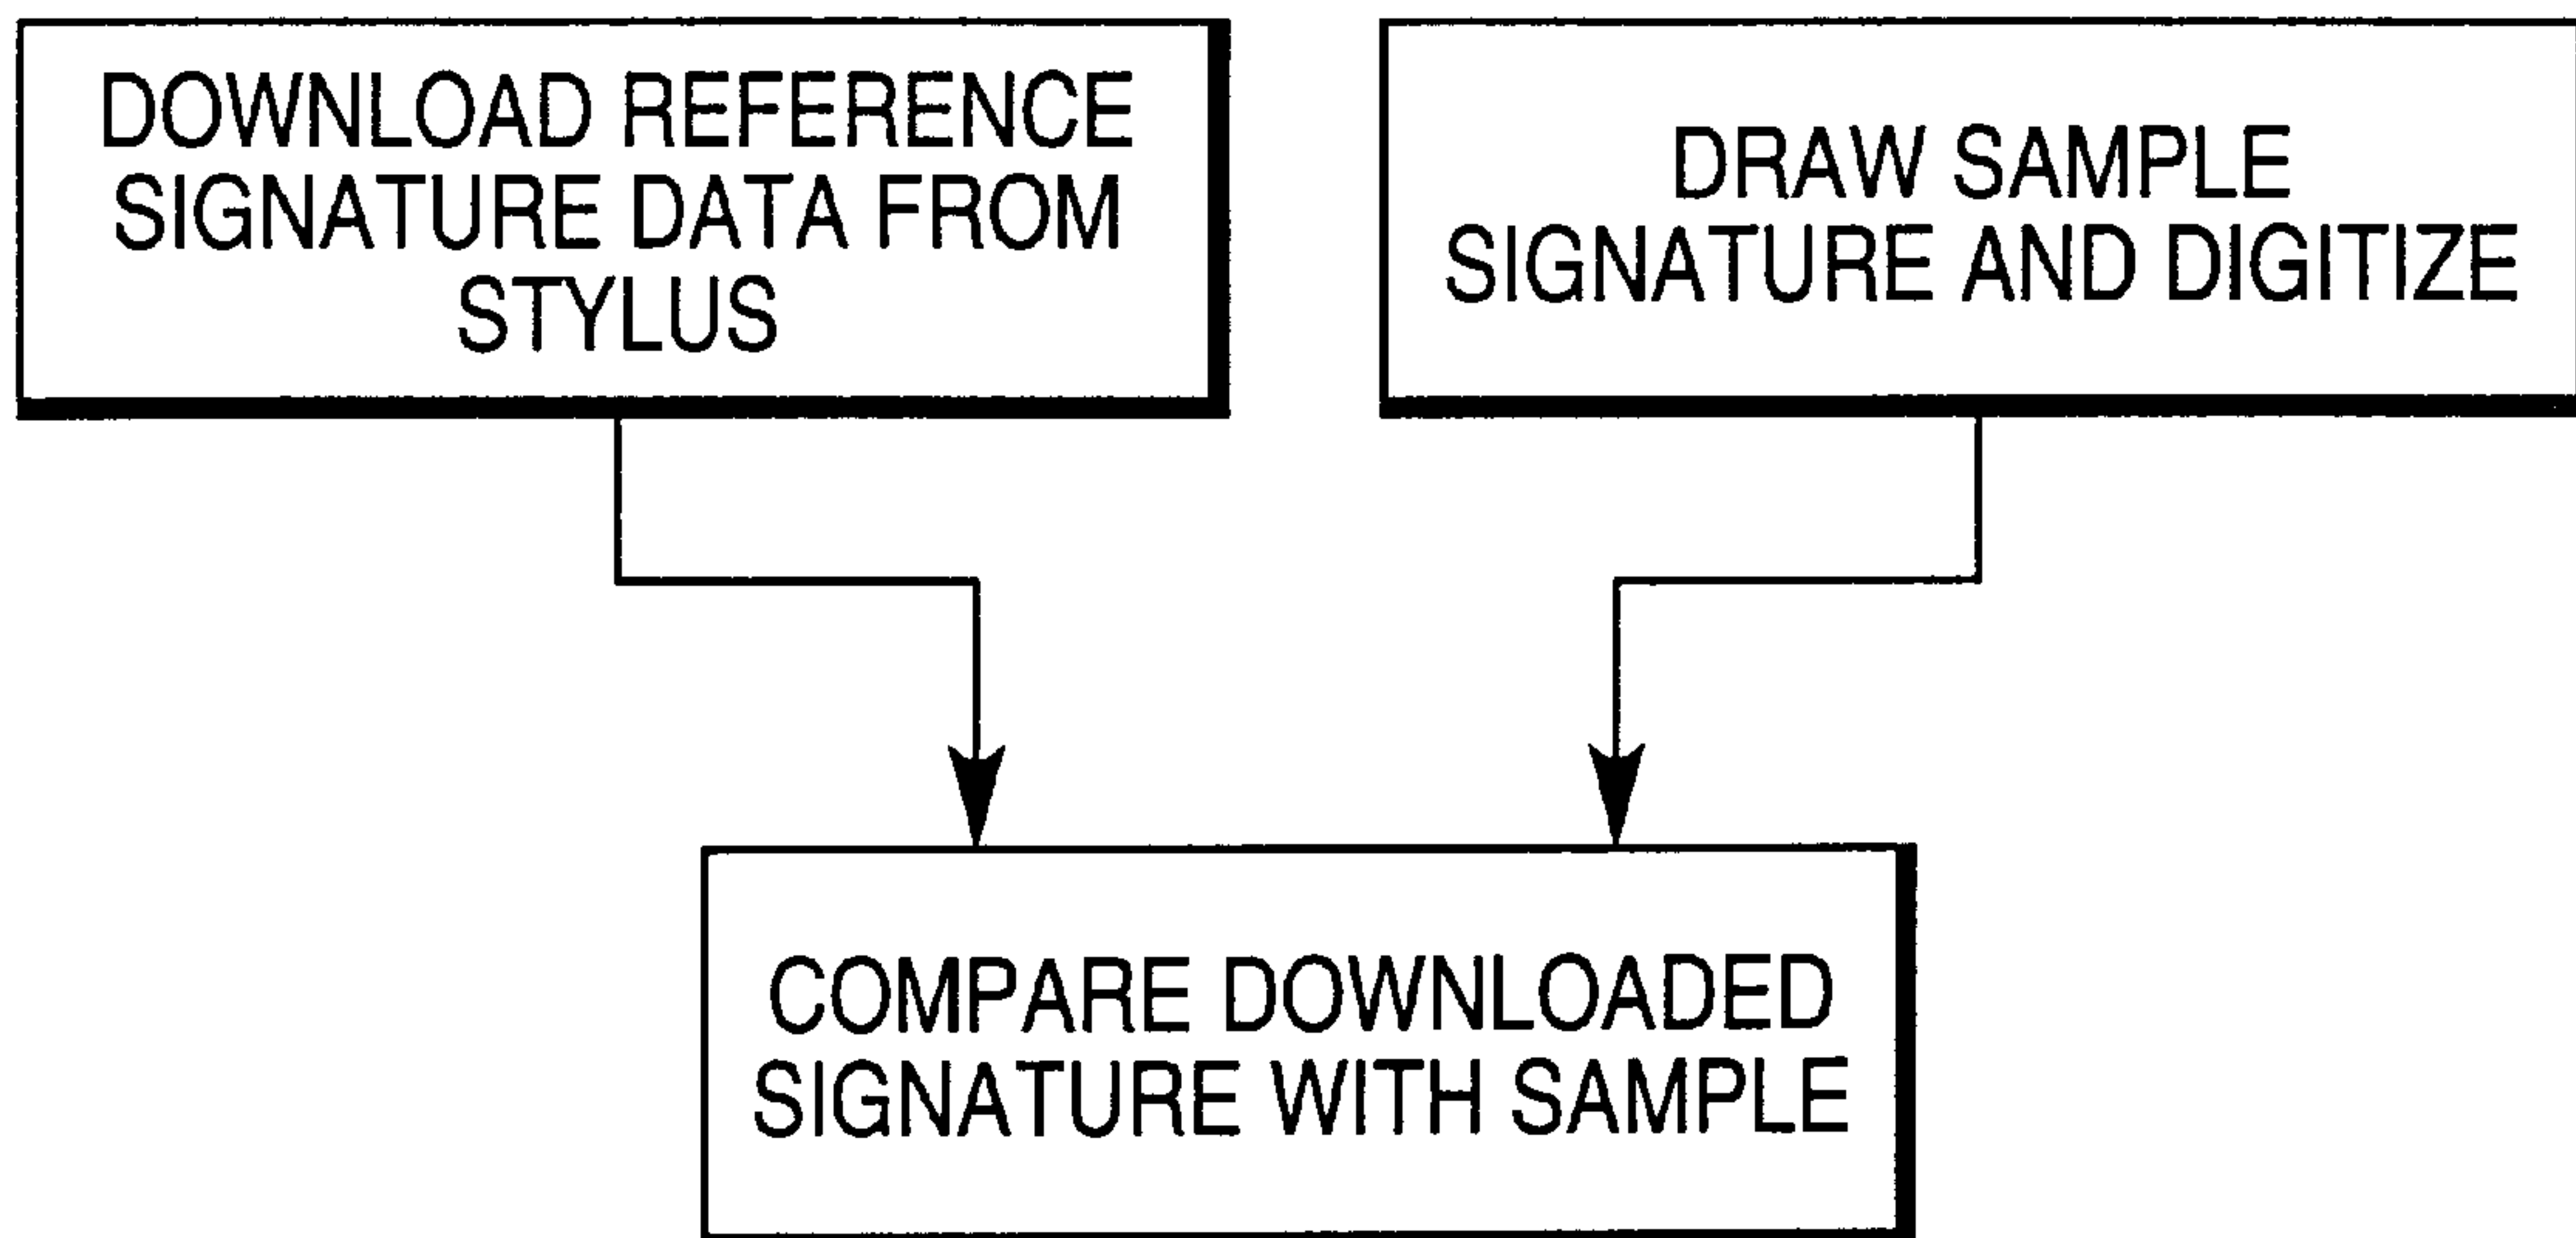 DOWNLOAD REFERENCE
SIGNATURE DATA FROM
STYLUS
DRAW SAMPLE
SIGNATURE AND DIGITIZE
COMPARE DOWNLOADED
SIGNATURE WITH SAMPLE